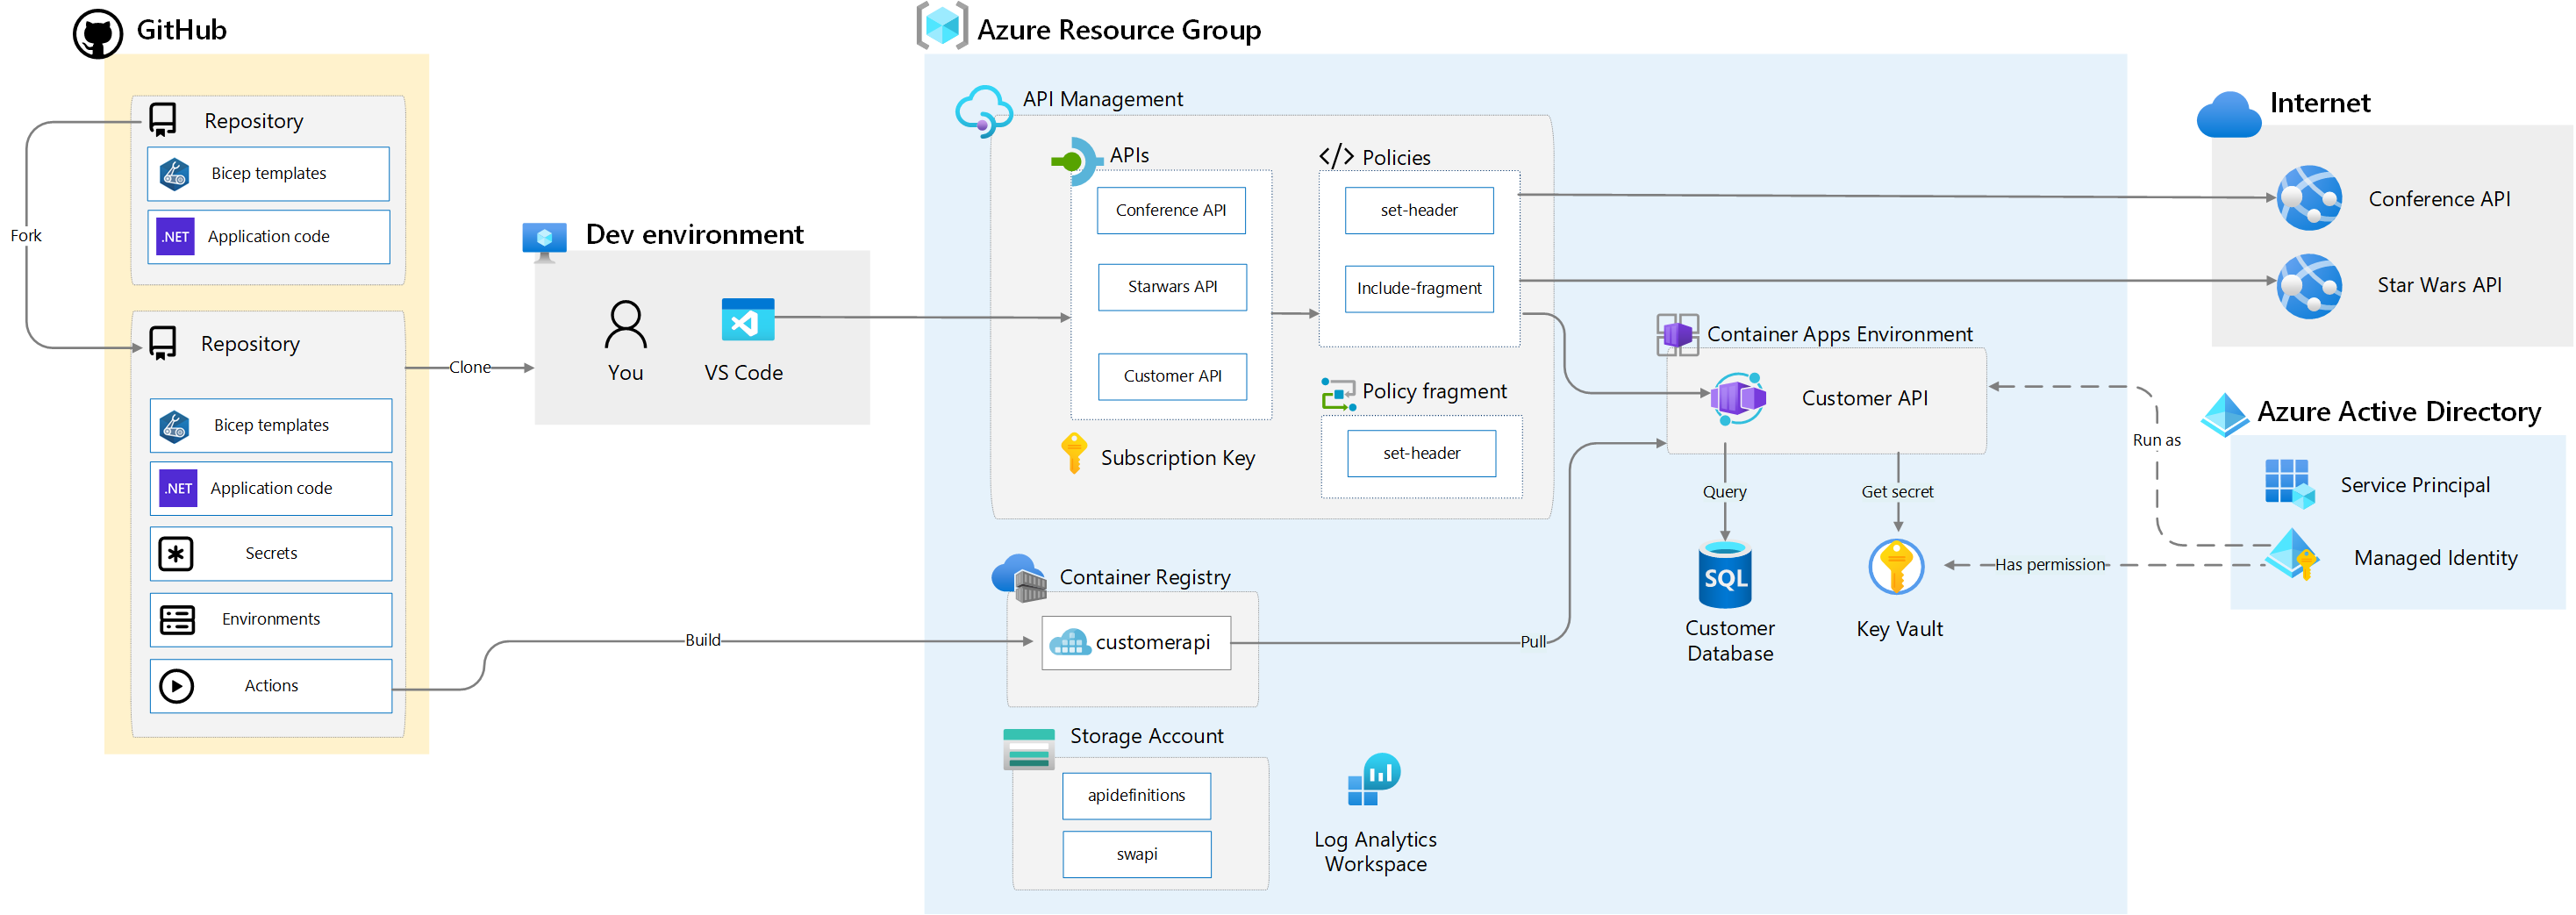 GitHub
Repository
Bicep templates
.NET
Application code
Fork
Repository
Bicep templates
.NET
Application code
Secrets
Environments
Actions
Clone
Build
Dev environment
You
VS Code
Azure Resource Group
API Management
APIs
Conference API
Starwars API
Customer API
Subscription Key
</> Policies
set-header
Include-fragment
Policy fragment
set-header
Container Registry
customerapi
Pull
Storage Account
apidefinitions
swapi
Log Analytics
Workspace
Container Apps Environment
Customer API
Query
Get secret
SQL
Customer
Database
Key Vault
Internet
Conference API
Star Wars API
Azure Active Directory
Run as
Service Principal
Has permission
Managed Identity